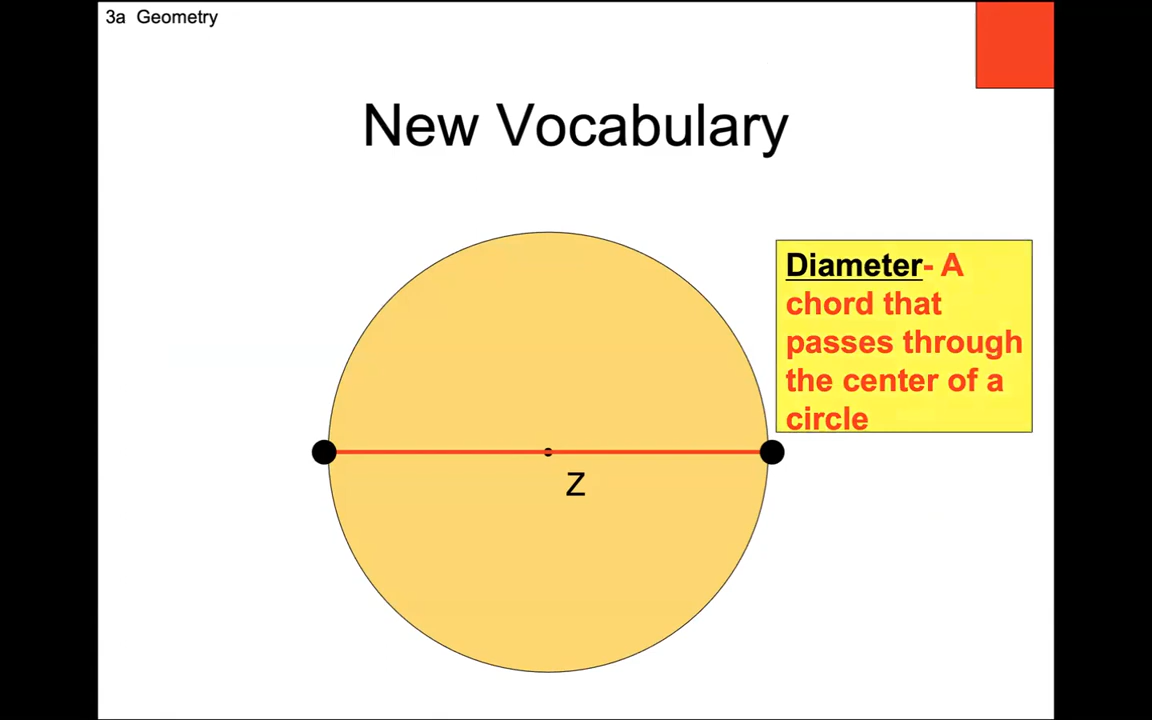 3a Geometry
New Vocabulary
Diameter- A
chord that
passes through
the center of a
circle
Z